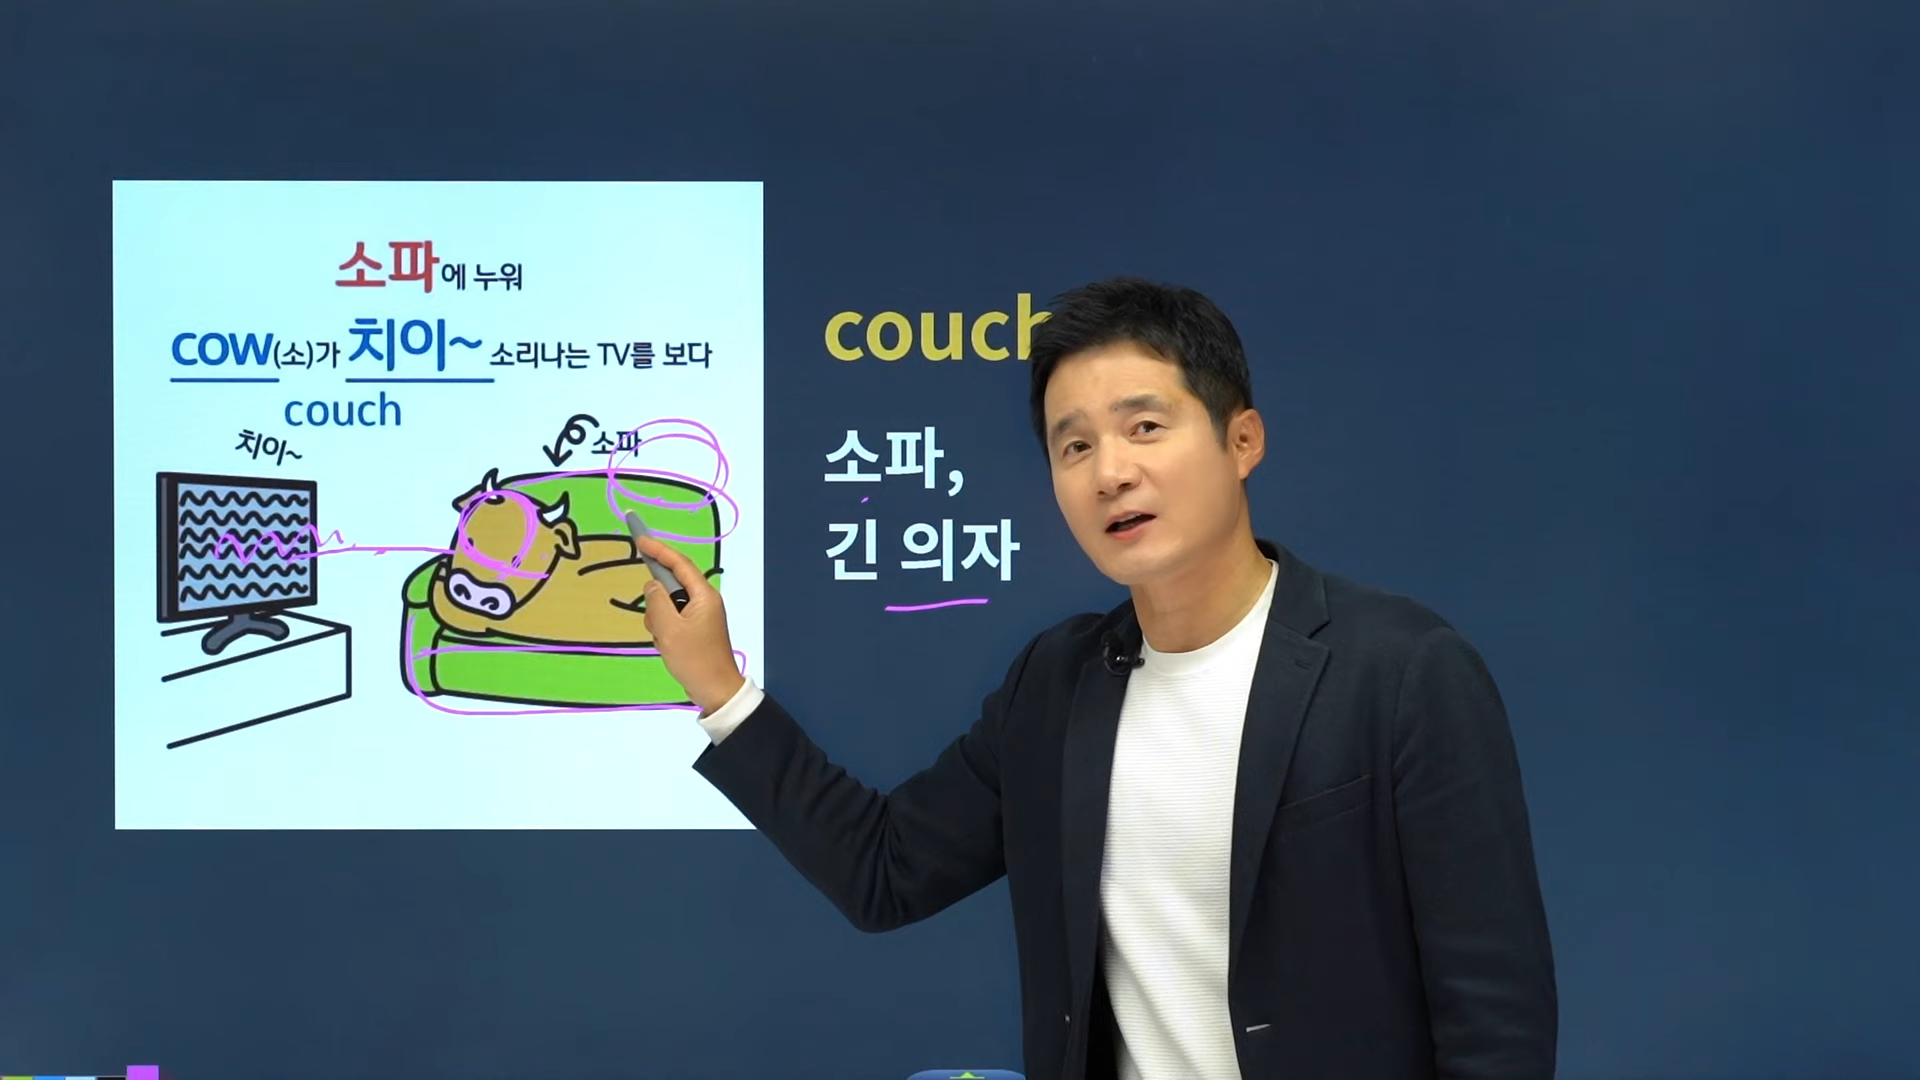 소파에 누워
cow(소)가 치이~ 소리나는 TV를 보다
couch
치이~
소파
couch
소파,
긴 의자